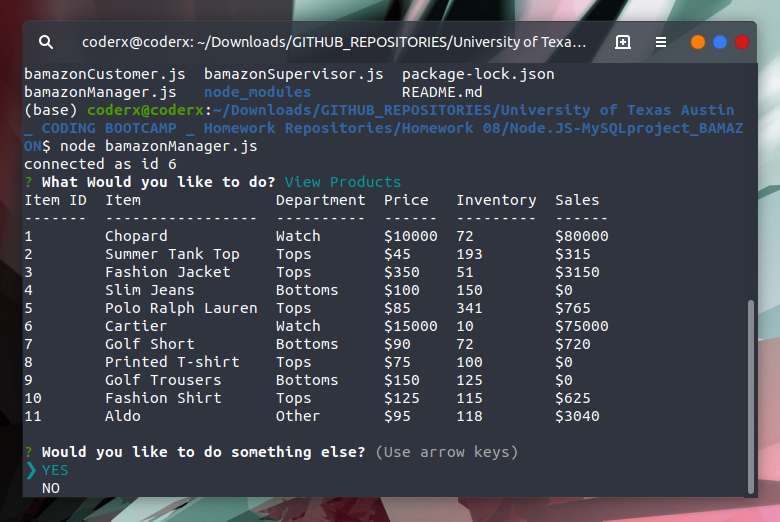 coderx@coderx: ~/Downloads/GITHUB_REPOSITORIES/University of Texa...
bamazonCustomer.js  bamazonSupervisor.js  package-lock.json
bamazonManager.js   node_modules          README.md
(base) coderx@coderx:~/Downloads/GITHUB_REPOSITORIES/University of Texas Austin
_ CODING BOOTCAMP _ Homework Repositories/Homework 08/Node.JS-MySQLproject_BAMAZ
ON$ node bamazonManager.js
connected as id 6
? What Would you like to do? View Products
Item ID  Item               Department  Price   Inventory  Sales
-------  -----------------  ----------  ------  ---------  ------
1        Chopard            Watch       $10000  72         $80000
2        Summer Tank Top    Tops        $45     193        $315
3        Fashion Jacket     Tops        $350    51         $3150
4        Slim Jeans         Bottoms     $100    150        $0
5        Polo Ralph Lauren  Tops        $85     341        $765
6        Cartier            Watch       $15000  10         $75000
7        Golf Short         Bottoms     $90     72         $720
8        Printed T-shirt    Tops        $75     100        $0
9        Golf Trousers      Bottoms     $150    125        $0
10       Fashion Shirt      Tops        $125    115        $625
11       Aldo               Other       $95     118        $3040
? Would you like to do something else? (Use arrow keys)
❯ YES
  NO